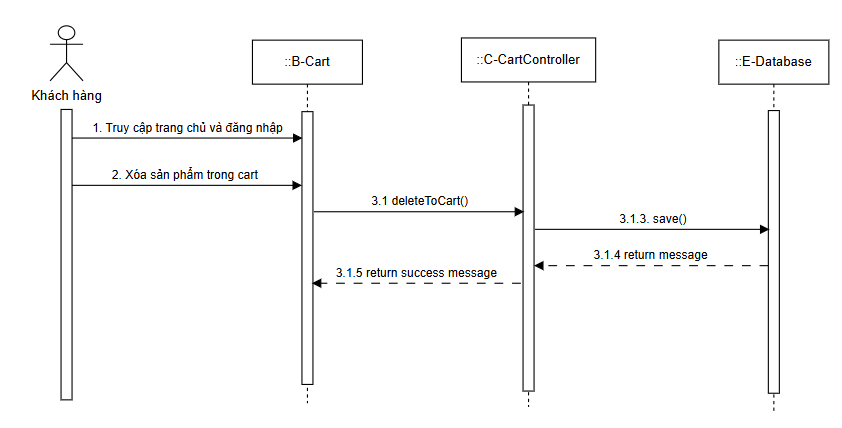 ::B-Cart
::C-CartController
::E-Database
Khách hàng
1. Truy cập trang chủ và đăng nhập
2. Xóa sản phẩm trong cart
3.1 deleteToCart()
3.1.3. save()
3.1.4 return message
3.1.5 return success message